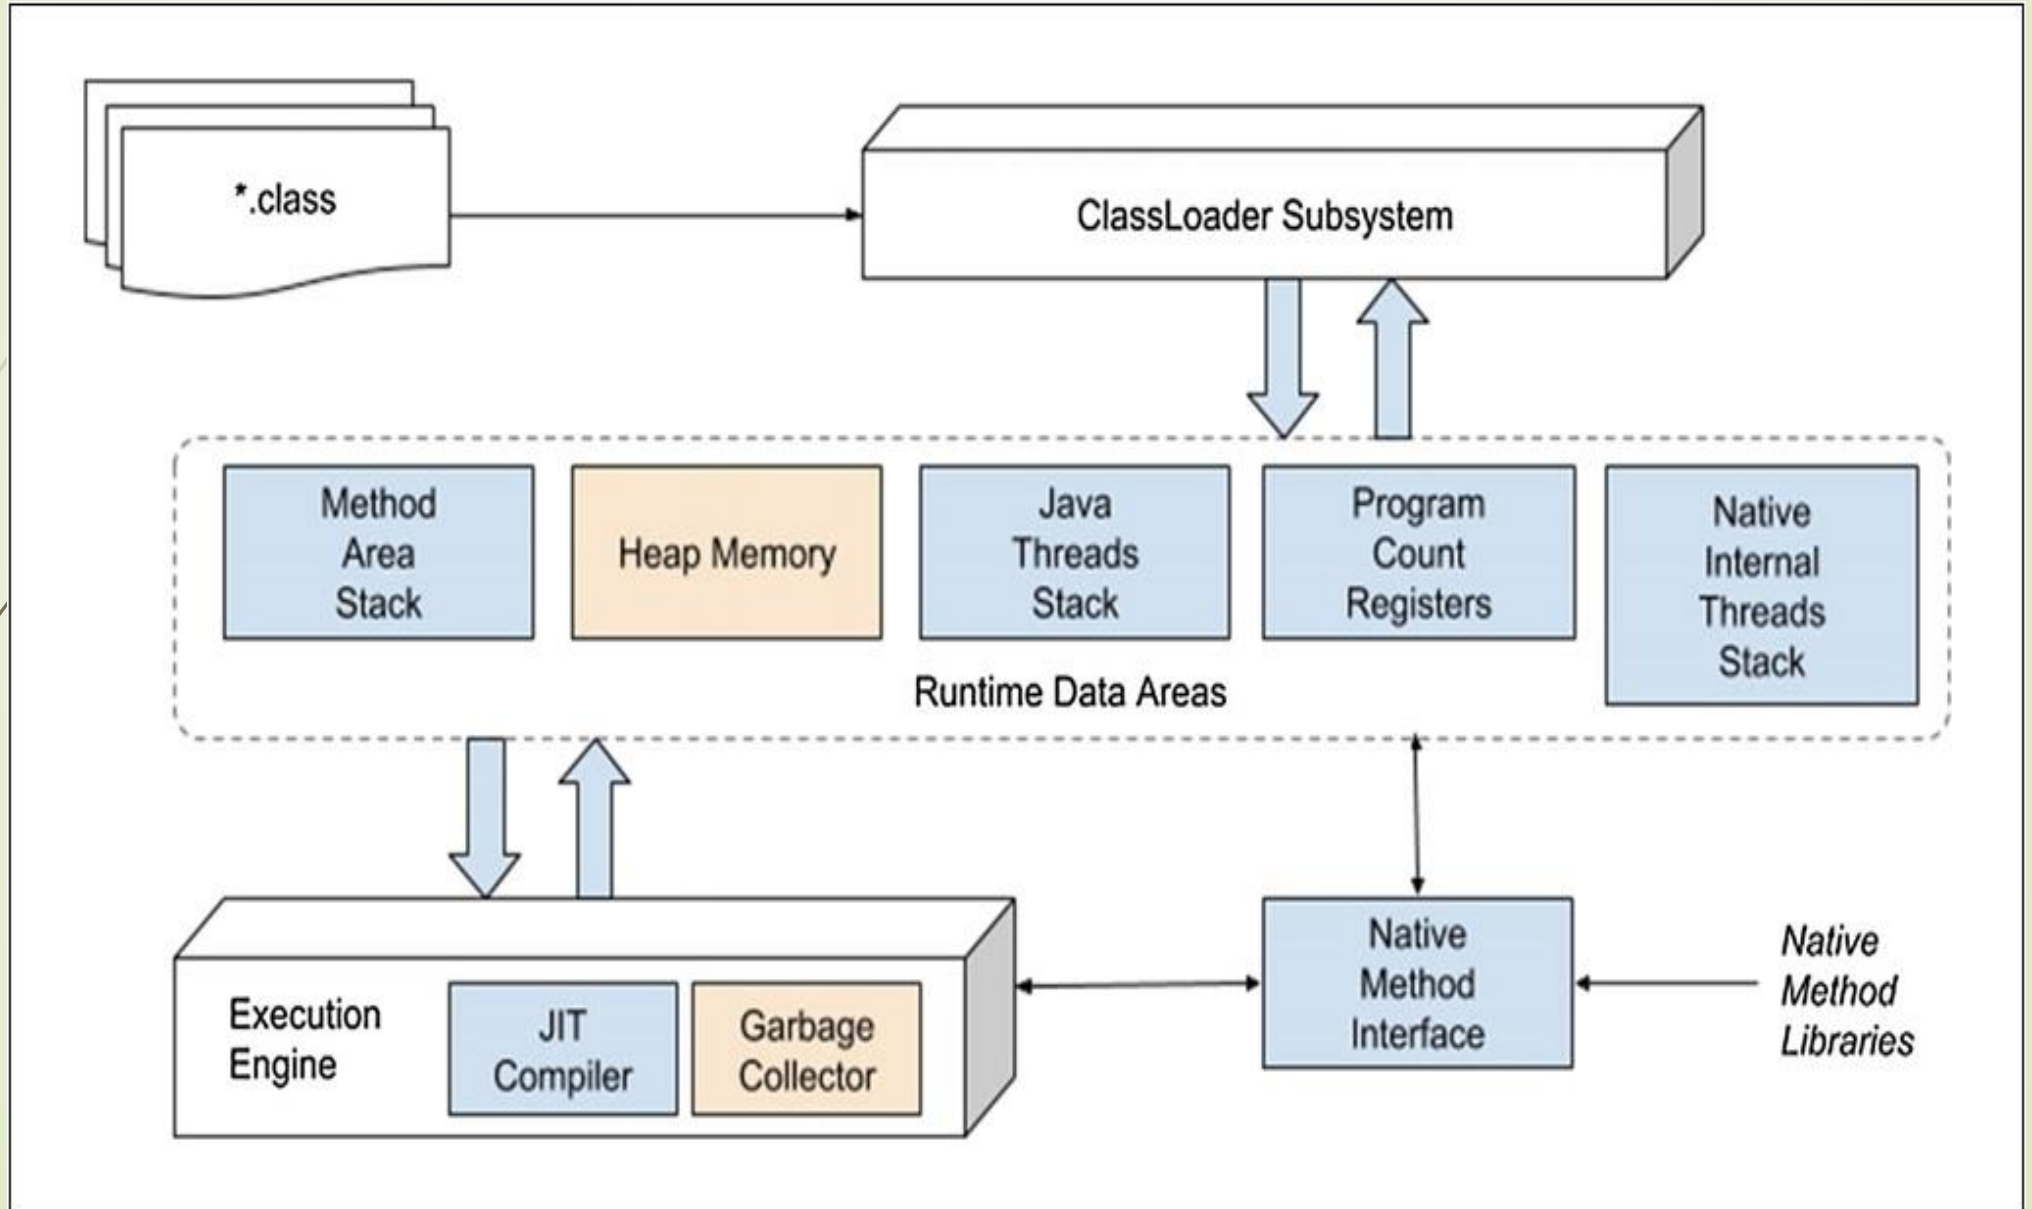 *.class
ClassLoader Subsystem
Method
Area
Stack
Heap Memory
Java
Threads
Stack
Program
Count
Registers
Native
Internal
Threads
Stack
Runtime Data Areas
Execution
Engine
JIT
Compiler
Garbage
Collector
Native
Method
Interface
Native
Method
Libraries